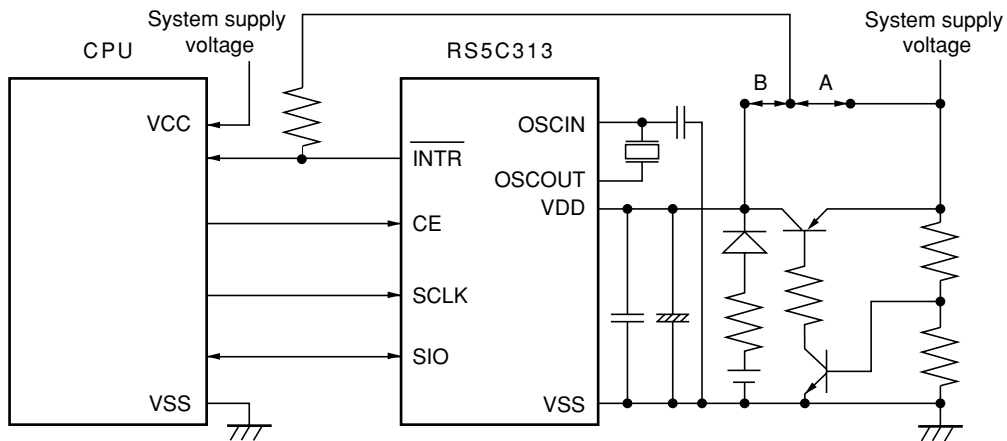 System supply
voltage
System supply
voltage
CPU
RS5C313
B
A
VCC
OSCIN
INTR
OSCOUT
VDD
CE
SCLK
SIO
VSS
VSS